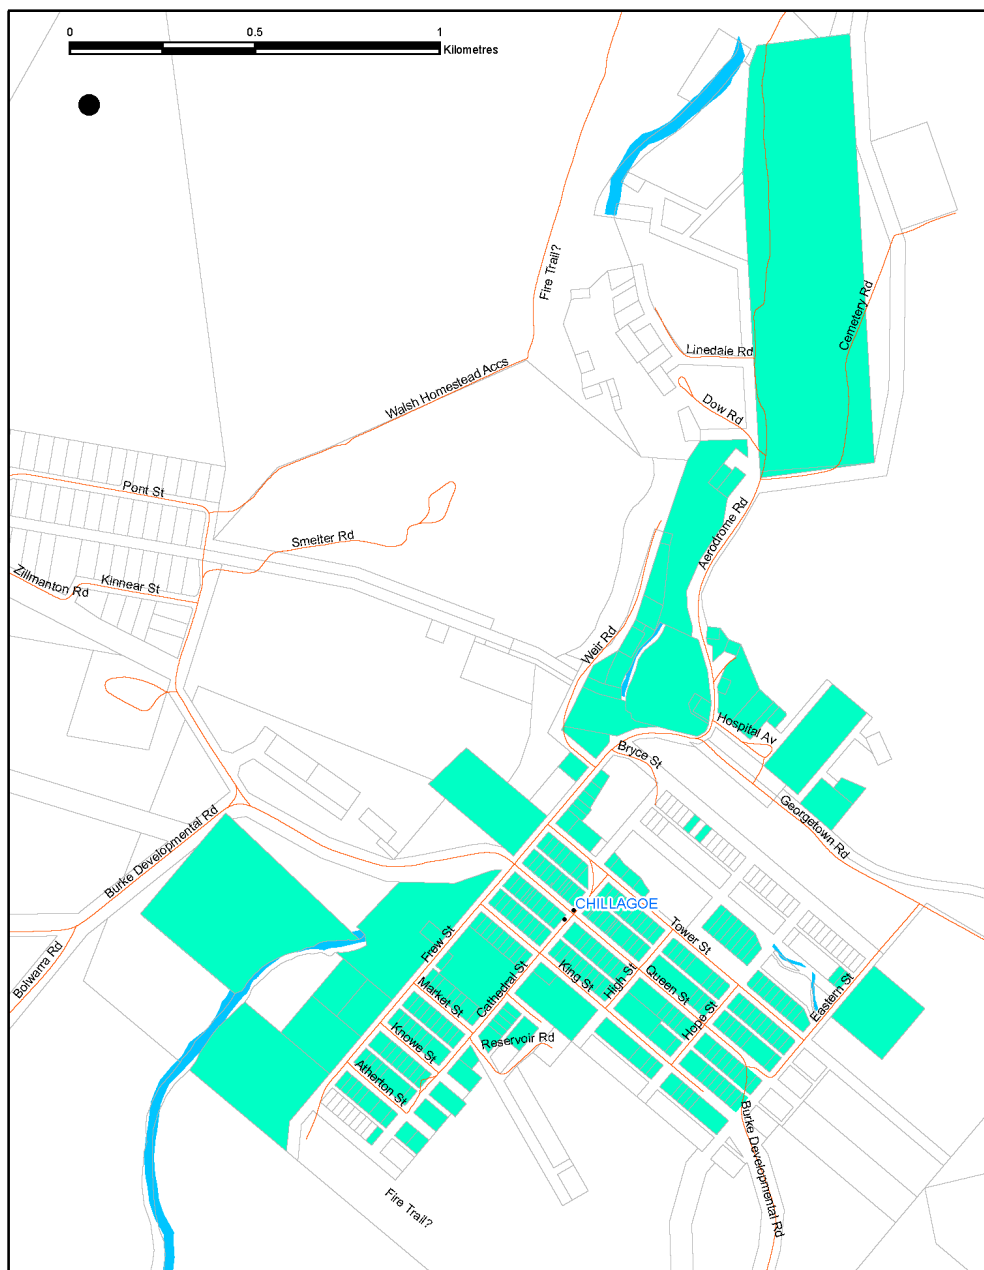 0 0.5 1
Kilometres
Fire Trail?
Cemetery Rd
Linedale Rd
Walsh Homestead Accs
Dow Rd
Pont St
Aerodrome Rd
Smelter Rd
Zillmanton Rd
Kinnear St
Weir Rd
Hospital Av
Bryce St
Georgetown Rd
Burke Developmental Rd
CHILLAGOE
Tower St
Frew St
Bolwarra Rd
King St
High St
Queen St
Cathedral St
Market St
Eastern St
Hope St
Knowe St
Reservoir Rd
Atherton St
Burke Developmental Rd
Fire Trail?